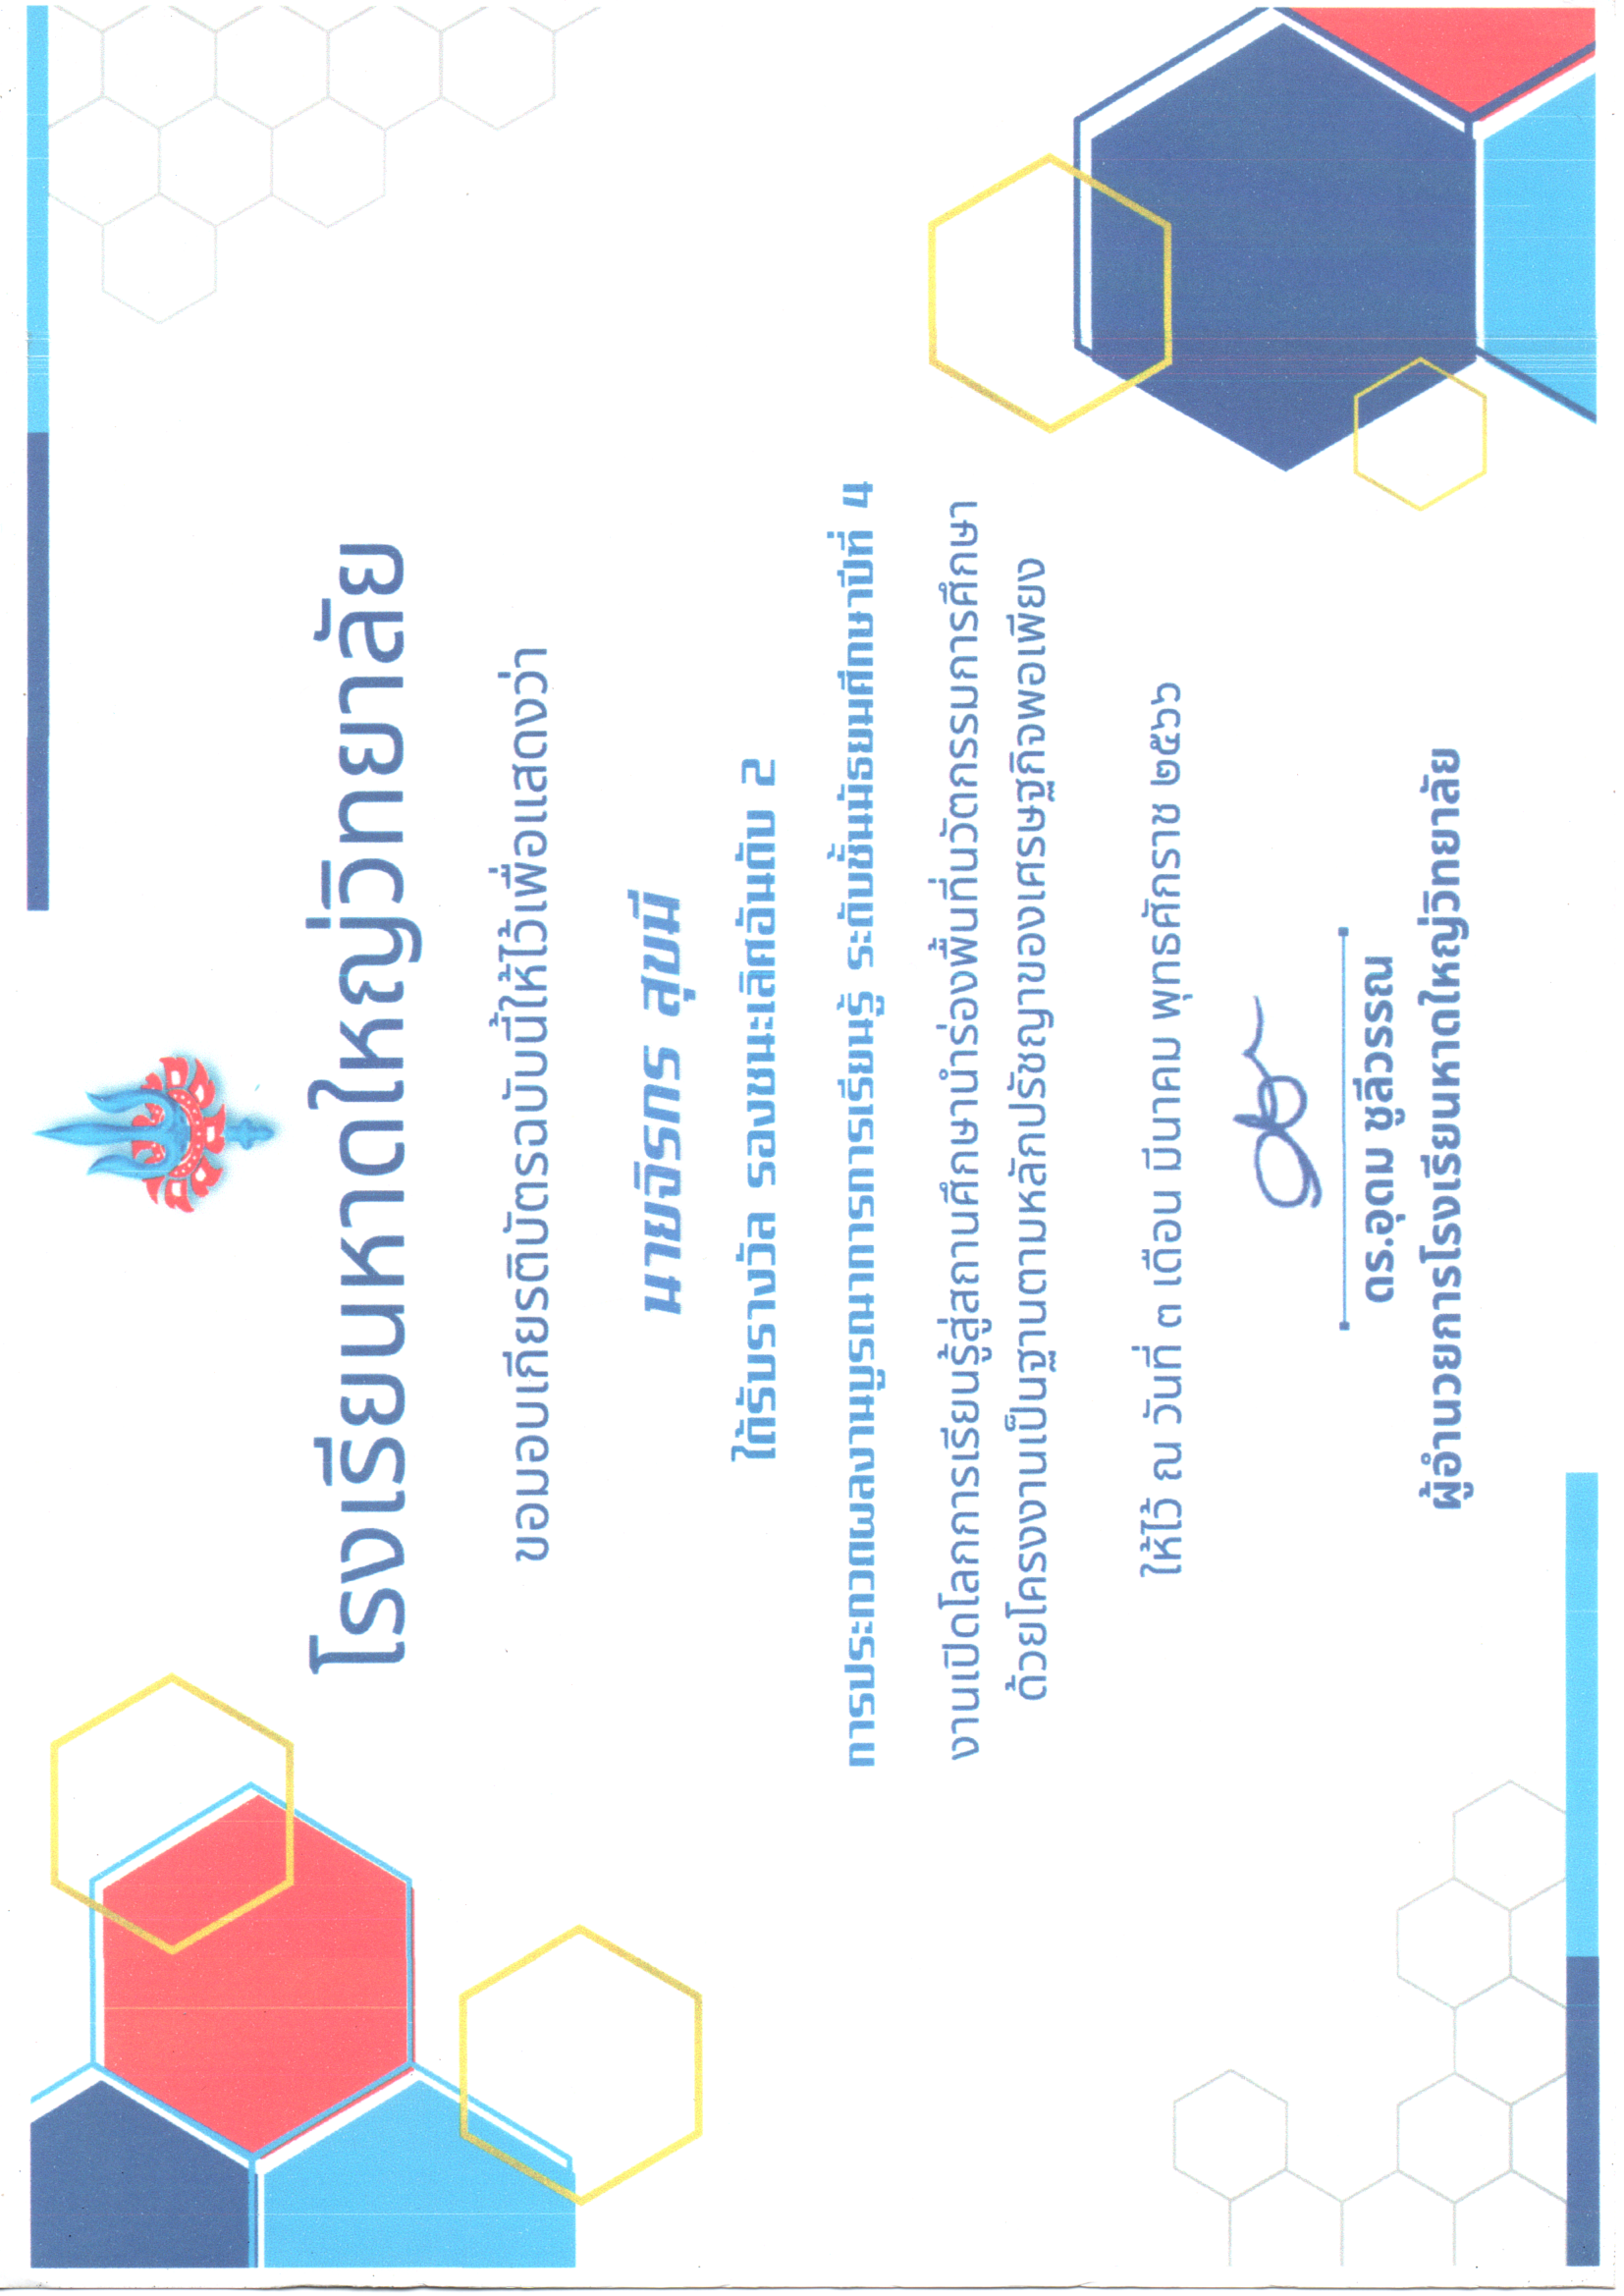 โรงเรียนหาดใหญ่วิทยาลัย
ขอมอบเกียรติบัตรฉบับนี้ให้ไว้เพื่อแสดงว่า
นายจิรกร สุขมี
ได้รับรางวัล รองชนะเลิศอันดับ 2
การประกวดผลงานบูรณาการการเรียนรู้ ระดับชั้นมัธยมศึกษาปีที่ 4
งานเปิดโลกการเรียนรู้สู่สถานศึกษานำร่องพื้นที่นวัตกรรมการศึกษา
ด้วยโครงงานเป็นฐานตามหลักปรัชญาของเศรษฐกิจพอเพียง
ให้ไว้ ณ วันที่ ๓ เดือน มีนาคม พุทธศักราช ๒๕๖๖
ดร.อุดม ชูลีวรรณ
ผู้อำนวยการโรงเรียนหาดใหญ่วิทยาลัย